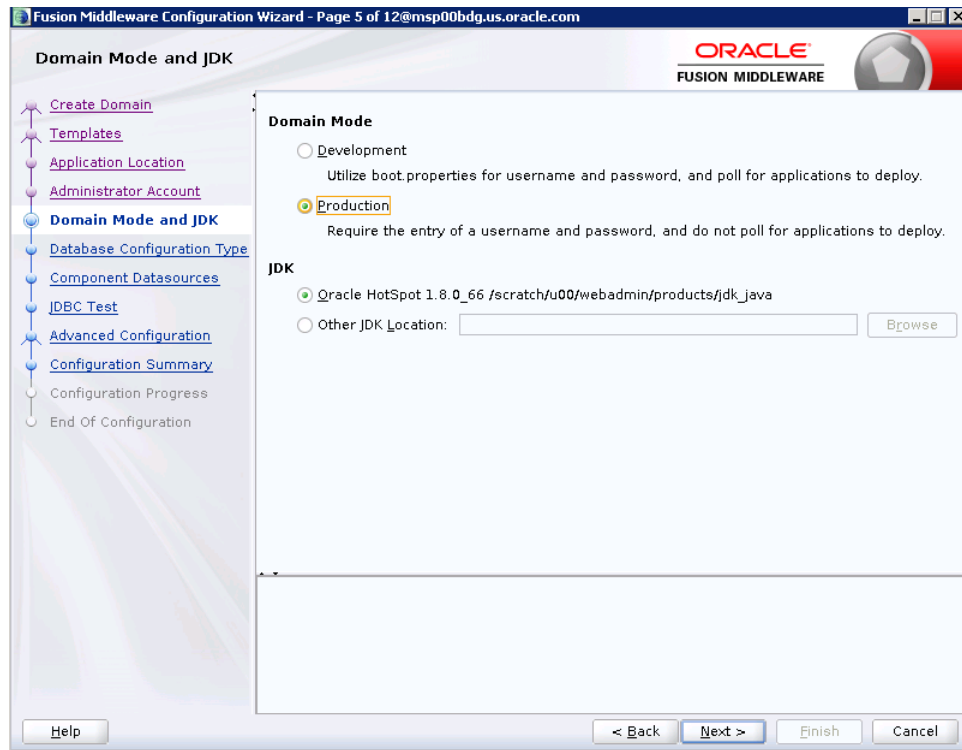 Fusion Middleware Configuration Wizard - Page 5 of 12@msp00bdg.us.oracle.com
Domain Mode and JDK
ORACLE
FUSION MIDDLEWARE
Create Domain
Templates
Application Location
Administrator Account
Domain Mode and JDK
Database Configuration Type
Component Datasources
JDBC Test
Advanced Configuration
Configuration Summary
Configuration Progress
End Of Configuration
Domain Mode
Development
Utilize boot.properties for username and password, and poll for applications to deploy.
Production
Require the entry of a username and password, and do not poll for applications to deploy.
JDK
Oracle HotSpot 1.8.0_66 /scratch/u00/webadmin/products/jdk_java
Other JDK Location:
Browse
Help
< Back
Next >
Finish
Cancel